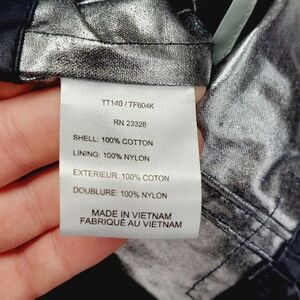 TT140 / TF604K
RN 23328
SHELL: 100% COTTON
LINING: 100% NYLON
EXTERIEUR: 100% COTON
DOUBLURE: 100% NYLON
MADE IN VIETNAM
FABRIQUÉ AU VIETNAM